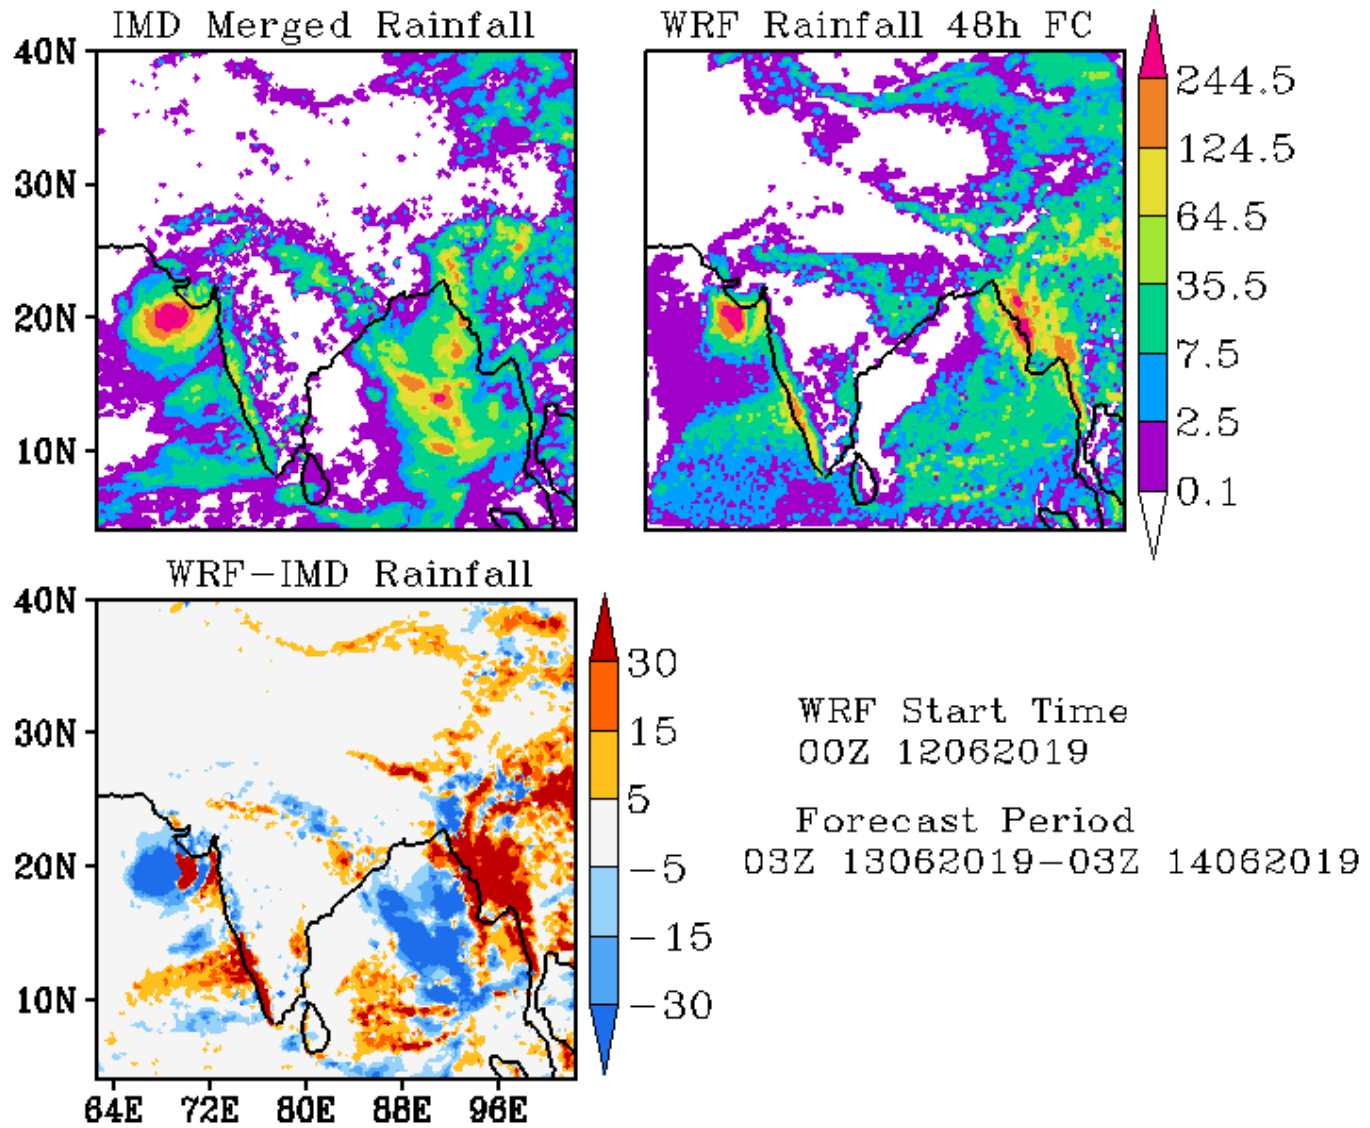 IMD Merged Rainfall
WRF Rainfall 48h FC
40N
30N
20N
10N
244.5
124.5
64.5
35.5
7.5
2.5
0.1
WRF-IMD Rainfall
40N
30N
20N
10N
64E 72E 80E 88E 96E
30
15
5
-5
-15
-30
WRF Start Time
00Z 12062019
Forecast Period
03Z 13062019-03Z 14062019